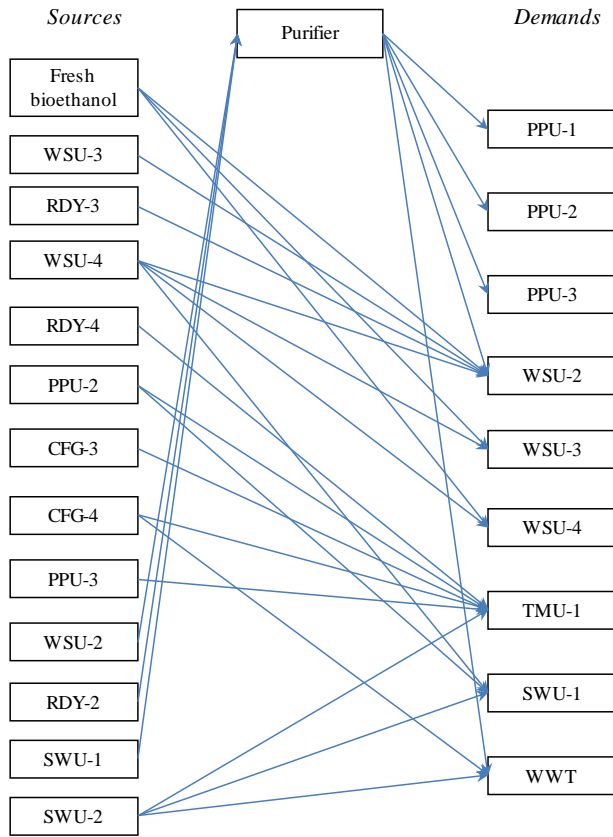 Sources
Purifier
Demands
Fresh
bioethanol
WSU-3
RDY-3
WSU-4
RDY-4
PPU-2
CFG-3
CFG-4
PPU-3
WSU-2
RDY-2
SWU-1
SWU-2
PPU-1
PPU-2
PPU-3
WSU-2
WSU-3
WSU-4
TMU-1
SWU-1
WWT